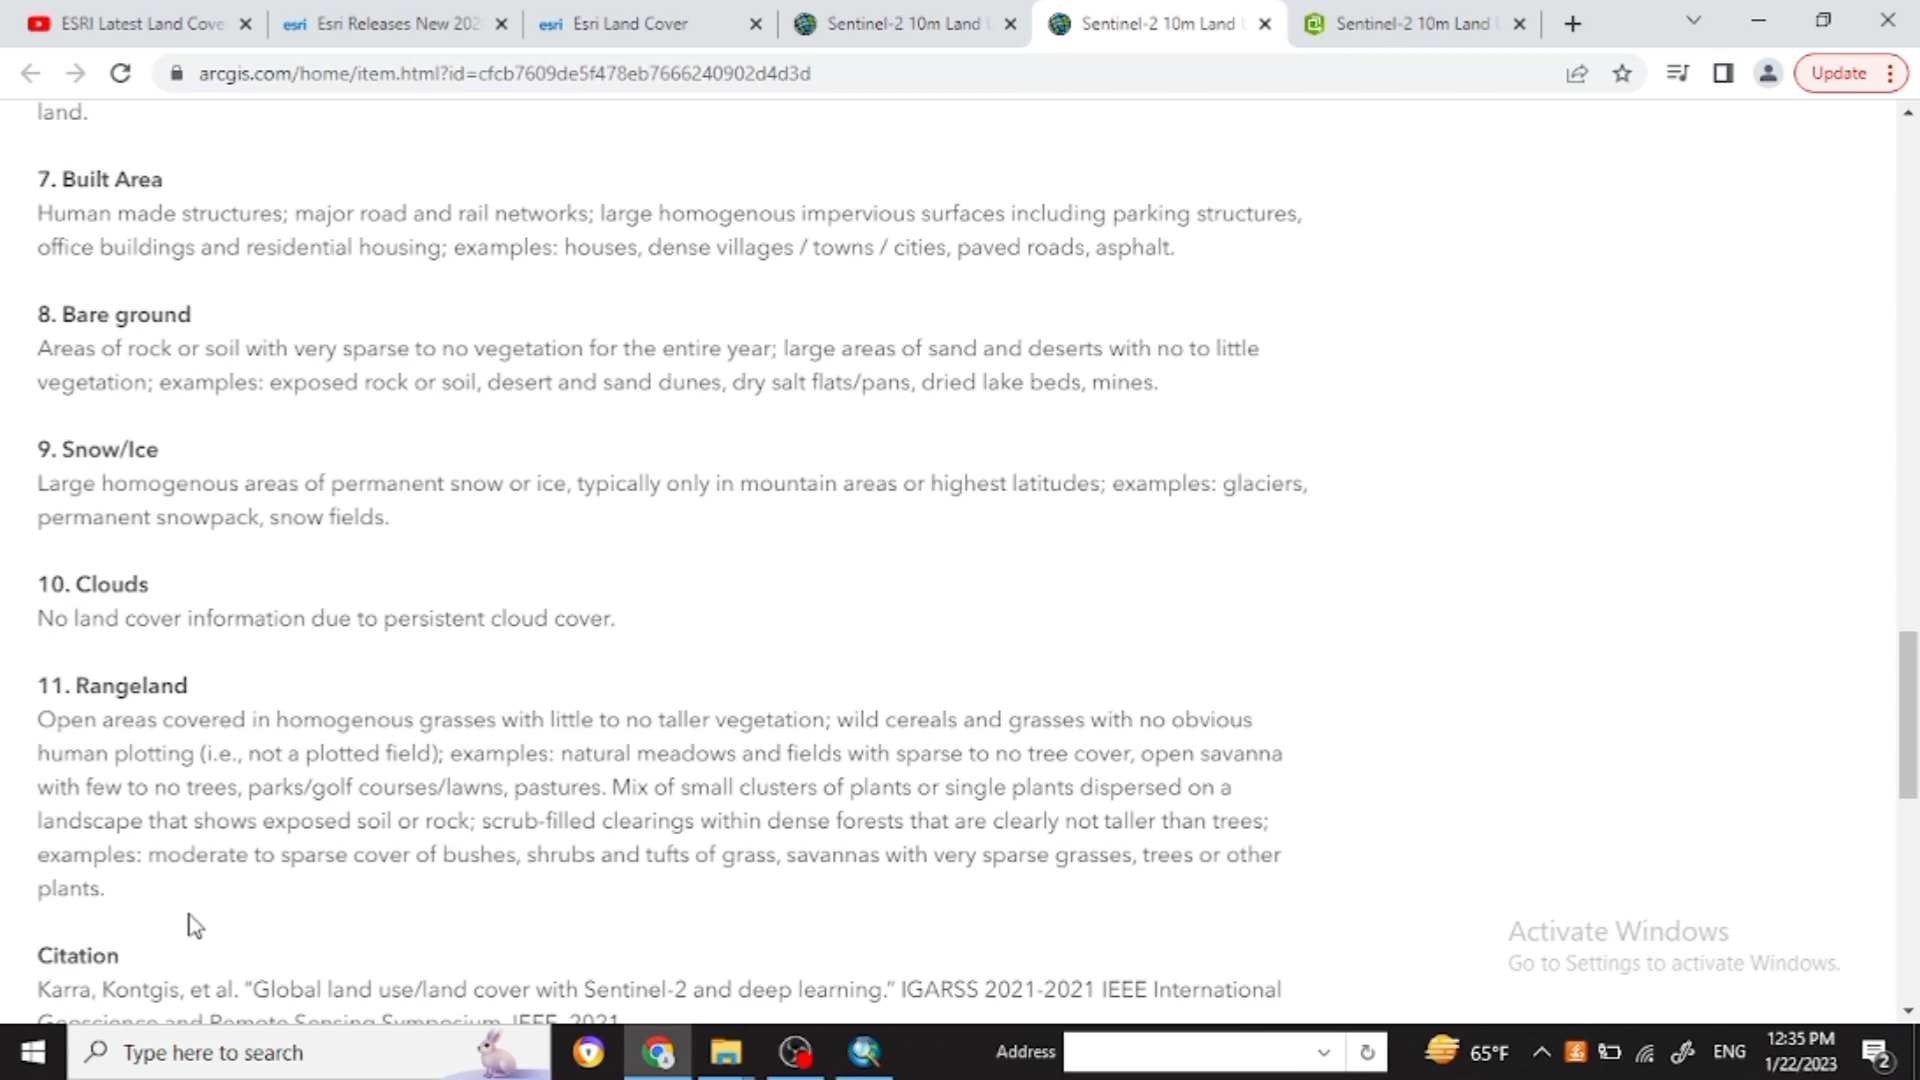 ESRI Latest Land Cove
esri Esri Releases New 202
esri Esri Land Cover
Sentinel-2 10m Land U
Sentinel-2 10m Land U
Sentinel-2 10m Land U
arcgis.com/home/item.html?id=cfcb7609de5f478eb7666240902d4d3d
Update
land.
7. Built Area
Human made structures; major road and rail networks; large homogenous impervious surfaces including parking structures,
office buildings and residential housing; examples: houses, dense villages / towns / cities, paved roads, asphalt.
8. Bare ground
Areas of rock or soil with very sparse to no vegetation for the entire year; large areas of sand and deserts with no to little
vegetation; examples: exposed rock or soil, desert and sand dunes, dry salt flats/pans, dried lake beds, mines.
9. Snow/Ice
Large homogenous areas of permanent snow or ice, typically only in mountain areas or highest latitudes; examples: glaciers,
permanent snowpack, snow fields.
10. Clouds
No land cover information due to persistent cloud cover.
11. Rangeland
Open areas covered in homogenous grasses with little to no taller vegetation; wild cereals and grasses with no obvious
human plotting (i.e., not a plotted field); examples: natural meadows and fields with sparse to no tree cover, open savanna
with few to no trees, parks/golf courses/lawns, pastures. Mix of small clusters of plants or single plants dispersed on a
landscape that shows exposed soil or rock; scrub-filled clearings within dense forests that are clearly not taller than trees;
examples: moderate to sparse cover of bushes, shrubs and tufts of grass, savannas with very sparse grasses, trees or other
plants.
Activate Windows
Go to Settings to activate Windows.
Citation
Karra, Kontgis, et al. "Global land use/land cover with Sentinel-2 and deep learning." IGARSS 2021-2021 IEEE International
Geoscience and Remote Sensing Symposium. IEEE, 2021.
Type here to search
Address
65°F
ENG
12:35 PM
1/22/2023
2